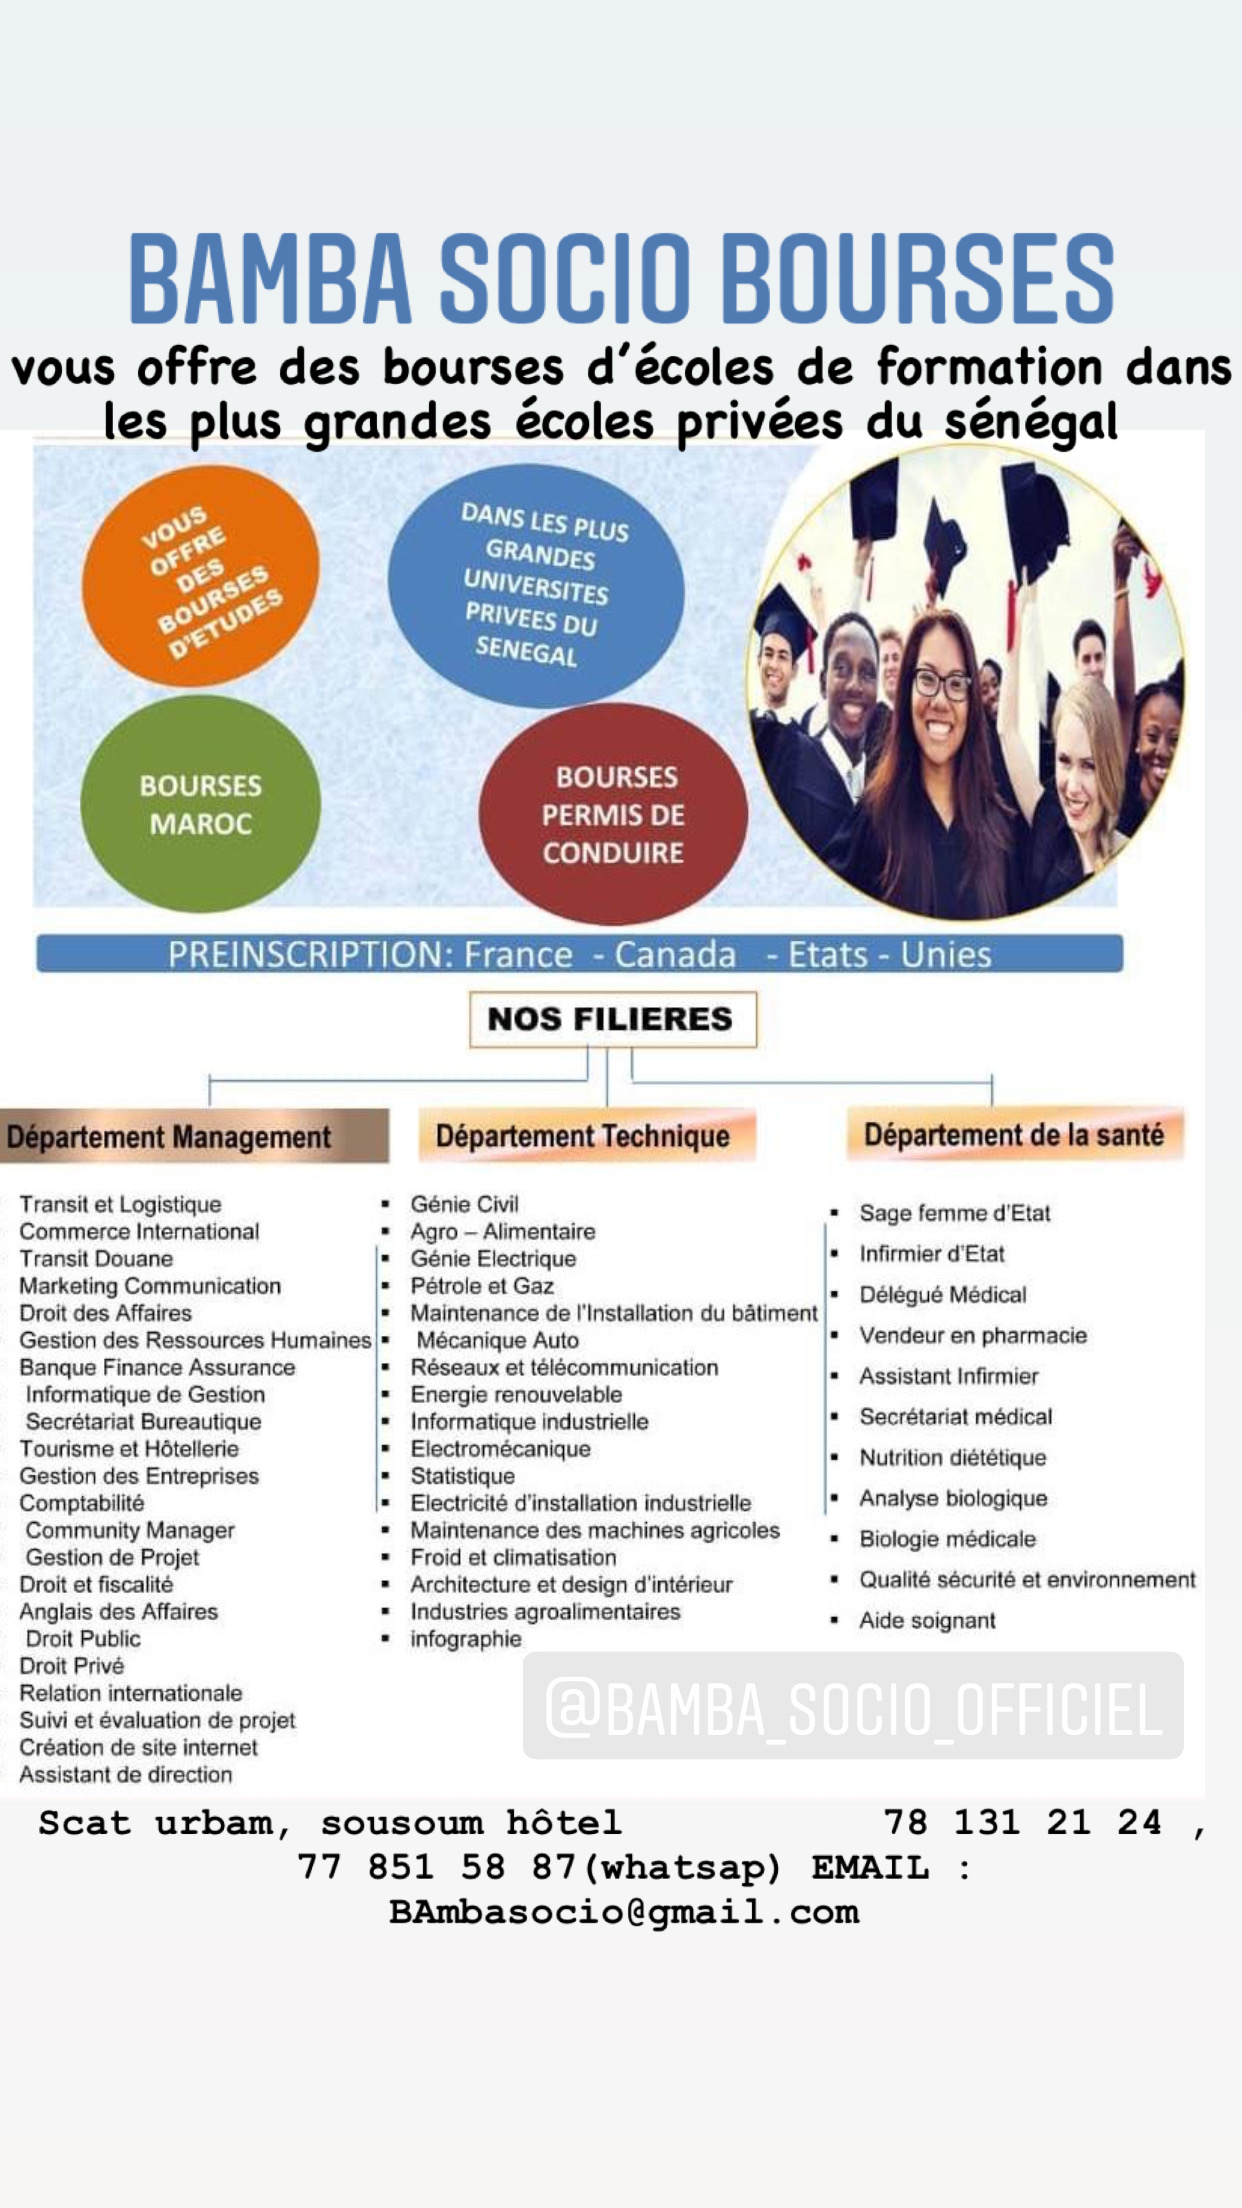 BAMBA SOCIO BOURSES
vous offre des bourses d'écoles de formation dans
les plus grandes écoles privées du sénégal
VOUS
OFFRE
DES
BOURSES
D'ETUDES
DANS LES PLUS
GRANDES
UNIVERSITES
PRIVEES DU
SENEGAL
BOURSES
MAROC
BOURSES
PERMIS DE
CONDUIRE
PREINSCRIPTION: France - Canada - Etats - Unies
NOS FILIERES
Département Management
Transit et Logistique
Commerce International
Transit Douane
Marketing Communication
Droit des Affaires
Gestion des Ressources Humaines
Banque Finance Assurance
Informatique de Gestion
Secrétariat Bureautique
Tourisme et Hôtellerie
Gestion des Entreprises
Comptabilité
Community Manager
Gestion de Projet
Droit et fiscalité
Anglais des Affaires
Droit Public
Droit Privé
Relation internationale
Suivi et évaluation de projet
Création de site internet
Assistant de direction
Département Technique
▪ Génie Civil
▪ Agro – Alimentaire
▪ Génie Electrique
▪ Pétrole et Gaz
▪ Maintenance de l'Installation du bâtiment
▪ Mécanique Auto
▪ Réseaux et télécommunication
▪ Energie renouvelable
▪ Informatique industrielle
▪ Electromécanique
▪ Statistique
▪ Electricité d'installation industrielle
▪ Maintenance des machines agricoles
▪ Froid et climatisation
▪ Architecture et design d'intérieur
▪ Industries agroalimentaires
▪ infographie
Département de la santé
▪ Sage femme d'Etat
▪ Infirmier d'Etat
▪ Délégué Médical
▪ Vendeur en pharmacie
▪ Assistant Infirmier
▪ Secrétariat médical
▪ Nutrition diététique
▪ Analyse biologique
▪ Biologie médicale
▪ Qualité sécurité et environnement
▪ Aide soignant
@BAMBA_SOCIO_OFFICIEL
Scat urbam, sousoum hôtel 78 131 21 24 ,
77 851 58 87(whatsap) EMAIL :
BAmbasocio@gmail.com